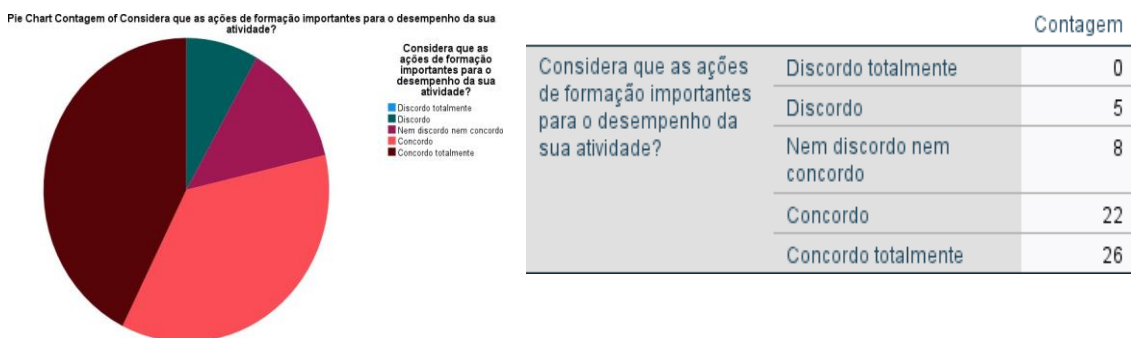 Pie Chart Contagem of Considera que as ações de formação importantes para o desempenho da sua
atividade?
Considera que as
ações de formação
importantes para o
desempenho da sua
atividade?
Discordo totalmente
Discordo
Nem discordo nem concordo
Concordo
Concordo totalmente
Contagem
Considera que as ações
de formação importantes
para o desempenho da
sua atividade?
Discordo totalmente 0
Discordo 5
Nem discordo nem
concordo 8
Concordo 22
Concordo totalmente 26